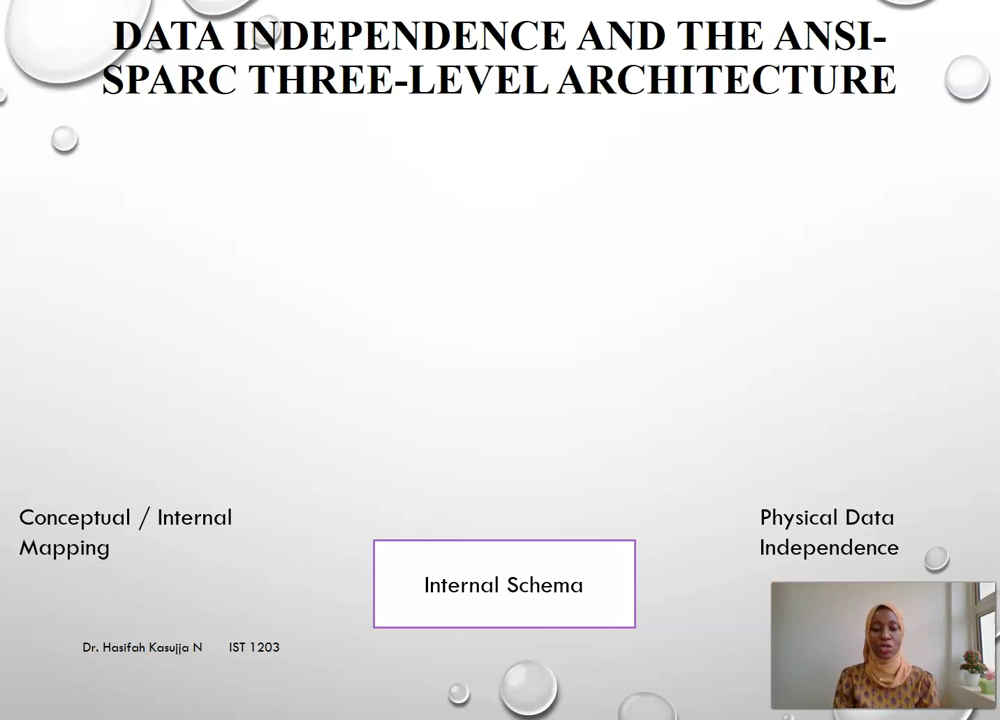 DATA INDEPENDENCE AND THE ANSI-
SPARC THREE-LEVEL ARCHITECTURE
Conceptual / Internal
Mapping
Physical Data
Independence
Internal Schema
Dr. Hasifah Kasujja N IST 1203